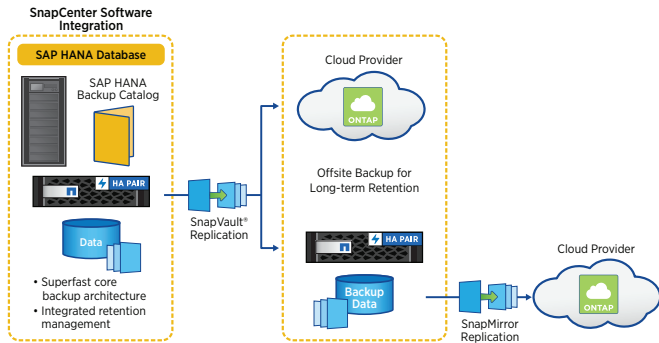 SnapCenter Software
Integration
SAP HANA Database
SAP HANA
Backup Catalog
HA PAIR
Data
• Superfast core
backup architecture
• Integrated retention
management
SnapVault®
Replication
Cloud Provider
ONTAP
Offsite Backup for
Long-term Retention
HA PAIR
Backup
Data
SnapMirror
Replication
Cloud Provider
ONTAP